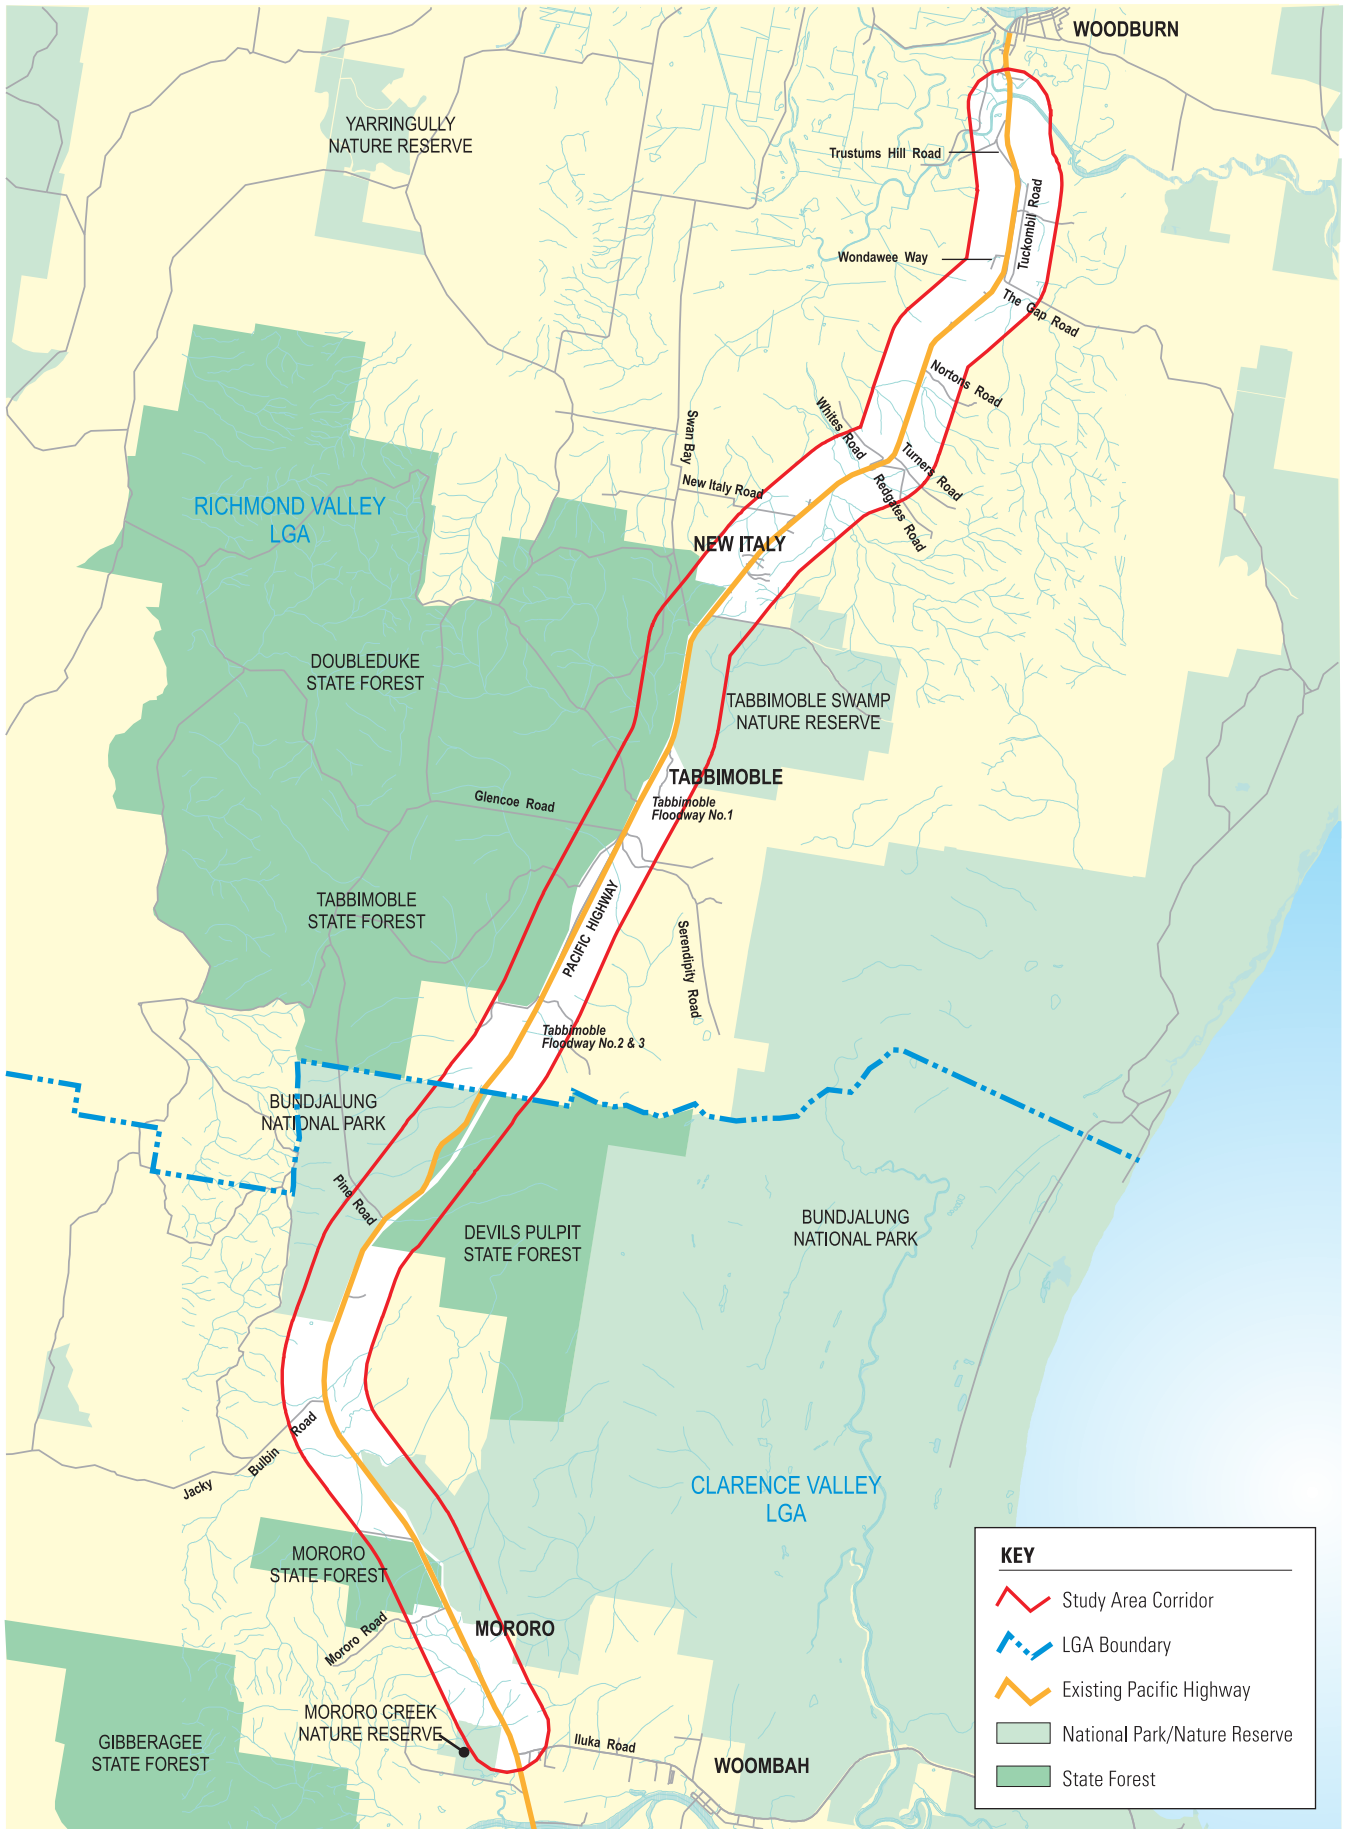 WOODBURN
YARRINGULLY
NATURE RESERVE
Trustums Hill Road
Tuckombil Road
Wondawee Way
The Gap Road
Nortons Road
Whites Road
Swan Bay
Turners Road
New Italy Road
Redgates Road
RICHMOND VALLEY
LGA
NEW ITALY
DOUBLEDUKE
STATE FOREST
TABBIMOBLE SWAMP
NATURE RESERVE
TABBIMOBLE
Glencoe Road
Tabbimoble
Floodway No.1
TABBIMOBLE
STATE FOREST
PACIFIC HIGHWAY
Serendipity Road
Tabbimoble
Floodway No.2 & 3
BUNDJALUNG
NATIONAL PARK
Pine Road
DEVILS PULPIT
STATE FOREST
BUNDJALUNG
NATIONAL PARK
Jacky Bulbin Road
CLARENCE VALLEY
LGA
MORORO
STATE FOREST
MORORO
Mororo Road
MORORO CREEK
NATURE RESERVE
GIBBERAGEE
STATE FOREST
Iluka Road
WOOMBAH
KEY
Study Area Corridor
LGA Boundary
Existing Pacific Highway
National Park/Nature Reserve
State Forest